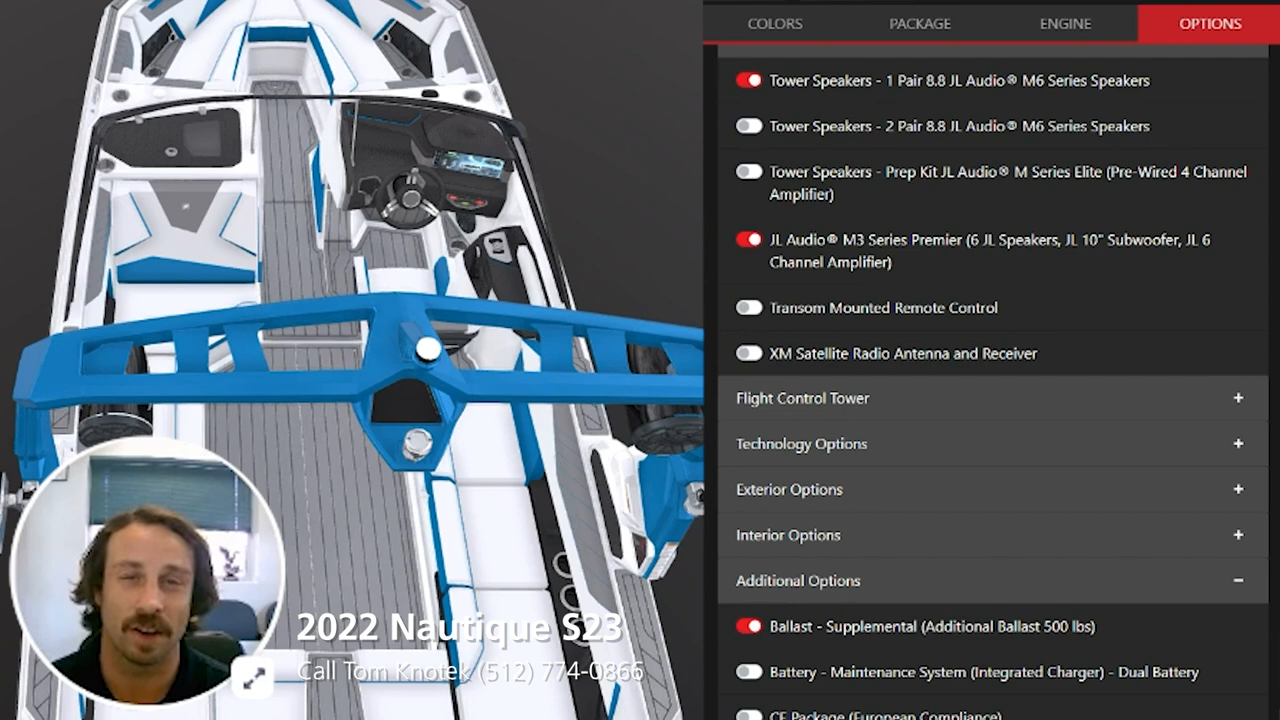 COLORS
PACKAGE
ENGINE
OPTIONS
Tower Speakers - 1 Pair 8.8 JL Audio® M6 Series Speakers
Tower Speakers - 2 Pair 8.8 JL Audio® M6 Series Speakers
Tower Speakers - Prep Kit JL Audio® M Series Elite (Pre-Wired 4 Channel
Amplifier)
JL Audio® M3 Series Premier (6 JL Speakers, JL 10" Subwoofer, JL 6
Channel Amplifier)
Transom Mounted Remote Control
XM Satellite Radio Antenna and Receiver
Flight Control Tower
Technology Options
Exterior Options
Interior Options
Additional Options
Ballast - Supplemental (Additional Ballast 500 lbs)
Battery - Maintenance System (Integrated Charger) - Dual Battery
CE Package (European Compliance)
2022 Nautique S23
Call Tom Knotek (512) 774-0866